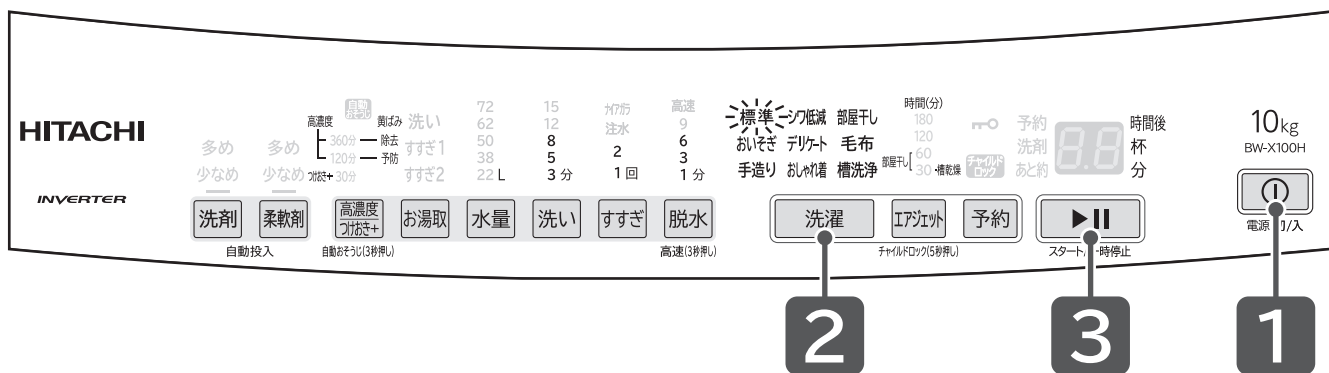 HITACHI
INVERTER
多め
少なめ
洗剤
多め
少なめ
柔軟剤
自動投入
自動おそうじ
高濃度
黄ばみ
360分
除去
120分
予防
つけおき+ 30分
高濃度
つけおき+
自動おそうじ(3秒押し)
洗い
すすぎ1
すすぎ2
お湯取
72
62
50
38
22 L
水量
15
12
8
5
3 分
洗い
ナイアガラ
注水
2
1 回
すすぎ
高速
9
6
3
1 分
脱水
高速(3秒押し)
標準 シワ低減 部屋干し
おいそぎ デリケート 毛布
手造り おしゃれ着 槽洗浄
時間(分)
180
120
部屋干し
60
30 ・槽乾燥
チャイルドロック
予約
洗剤
あと約
88
時間後
杯
分
洗濯
エアジェット
予約
チャイルドロック(5秒押し)
スタート/一時停止
10kg
BW-X100H
電源 切/入
2
3
1